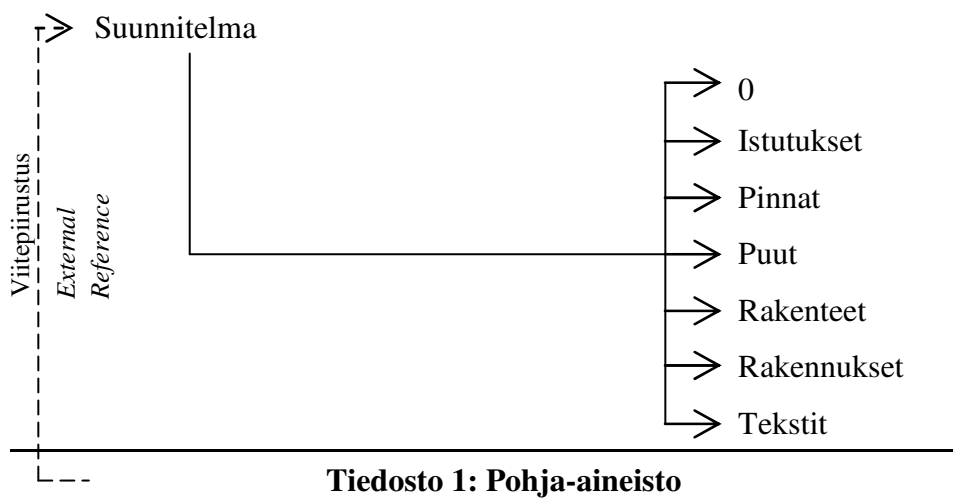 Suunnitelma
Viitepiirustus
External
Reference
0
Istutukset
Pinnat
Puut
Rakenteet
Rakennukset
Tekstit
Tiedosto 1: Pohja-aineisto